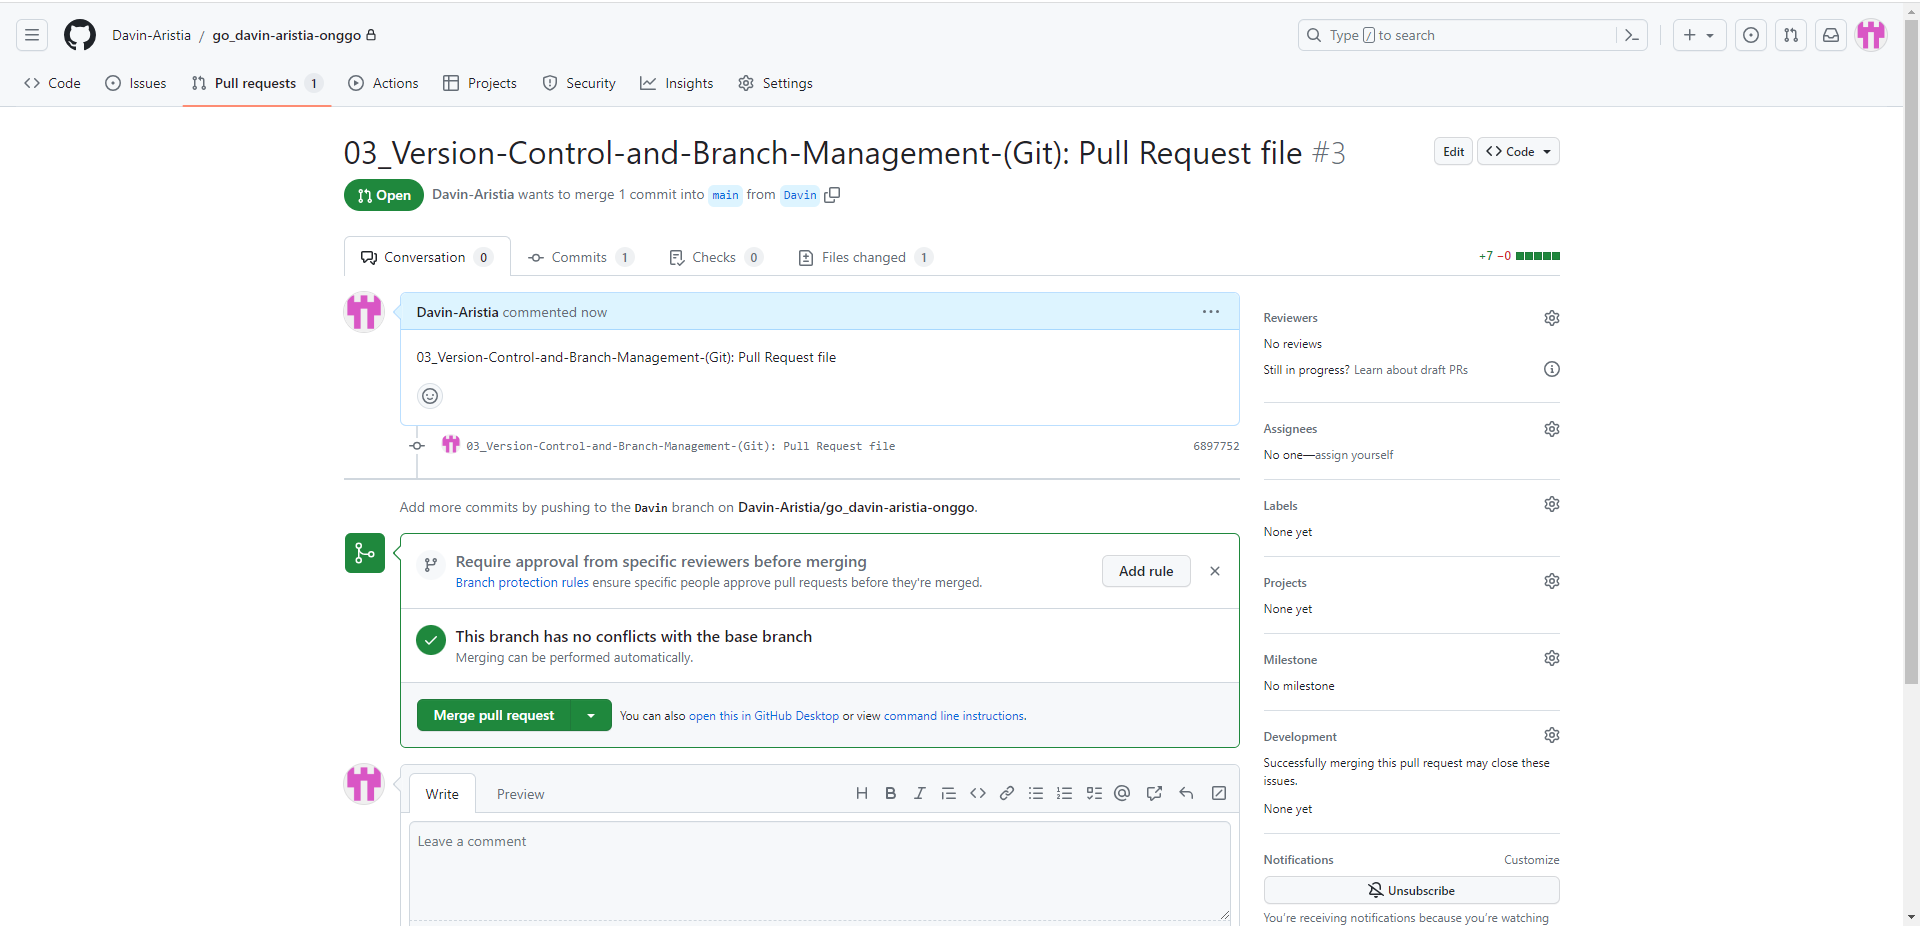 Davin-Aristia / go_davin-aristia-onggo
Type / to search
Code Issues Pull requests 1 Actions Projects Security Insights Settings
03_Version-Control-and-Branch-Management-(Git): Pull Request file #3
Edit
Code
Open
Davin-Aristia wants to merge 1 commit into main from Davin
Conversation 0 Commits 1 Checks 0 Files changed 1
+7 −0
Davin-Aristia commented now
03_Version-Control-and-Branch-Management-(Git): Pull Request file
03_Version-Control-and-Branch-Management-(Git): Pull Request file 6897752
Add more commits by pushing to the Davin branch on Davin-Aristia/go_davin-aristia-onggo.
Require approval from specific reviewers before merging
Branch protection rules ensure specific people approve pull requests before they're merged.
Add rule
This branch has no conflicts with the base branch
Merging can be performed automatically.
Merge pull request
You can also open this in GitHub Desktop or view command line instructions.
Write Preview
Leave a comment
Reviewers
No reviews
Still in progress? Learn about draft PRs
Assignees
No one—assign yourself
Labels
None yet
Projects
None yet
Milestone
No milestone
Development
Successfully merging this pull request may close these
issues.
None yet
Notifications Customize
Unsubscribe
You're receiving notifications because you're watching